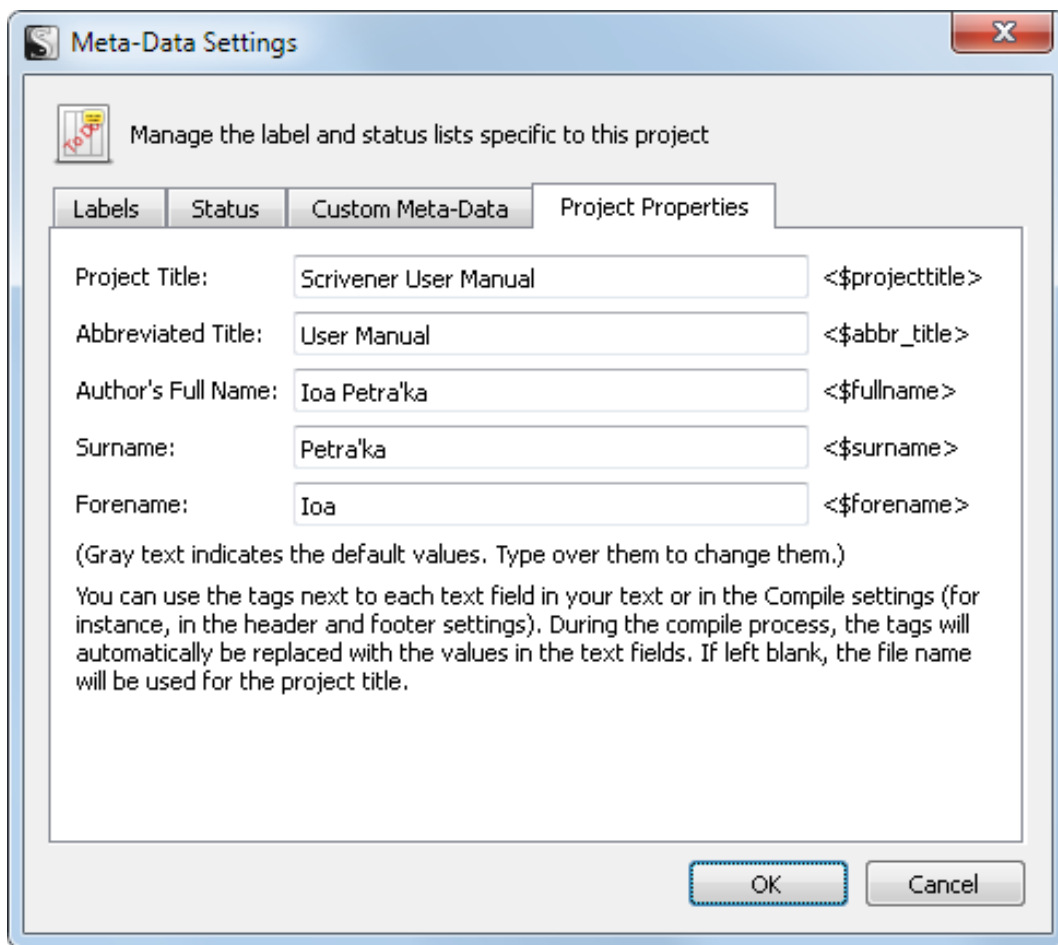 Meta-Data Settings
Manage the label and status lists specific to this project
Labels Status Custom Meta-Data Project Properties
Project Title: Scrivener User Manual <$projecttitle>
Abbreviated Title: User Manual <$abbr_title>
Author's Full Name: Ioa Petra'ka <$fullname>
Surname: Petra'ka <$surname>
Forename: Ioa <$forename>
(Gray text indicates the default values. Type over them to change them.)
You can use the tags next to each text field in your text or in the Compile settings (for
instance, in the header and footer settings). During the compile process, the tags will
automatically be replaced with the values in the text fields. If left blank, the file name
will be used for the project title.
OK Cancel